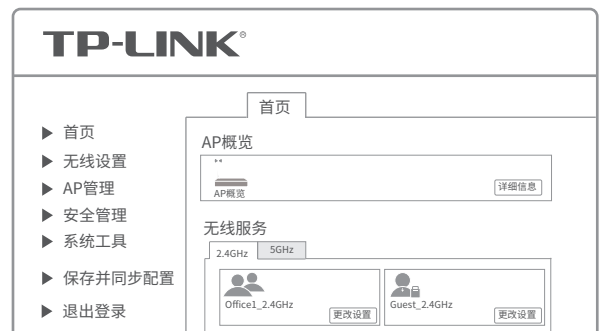 TP-LINK®
首页
首页
无线设置
AP管理
安全管理
系统工具
保存并同步配置
退出登录
AP概览
AP概览
详细信息
无线服务
2.4GHz
5GHz
Office1_2.4GHz
更改设置
Guest_2.4GHz
更改设置